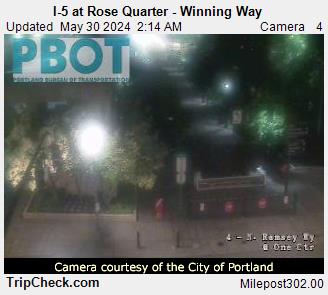 I-5 at Rose Quarter - Winning Way
Updated May 30 2024 2:14 AM Camera 4
PBOT
PORTLAND BUREAU OF TRANSPORTATION
4 - N. Ramsey Wy
@ One Ctr
Camera courtesy of the City of Portland
TripCheck.com Milepost302.00